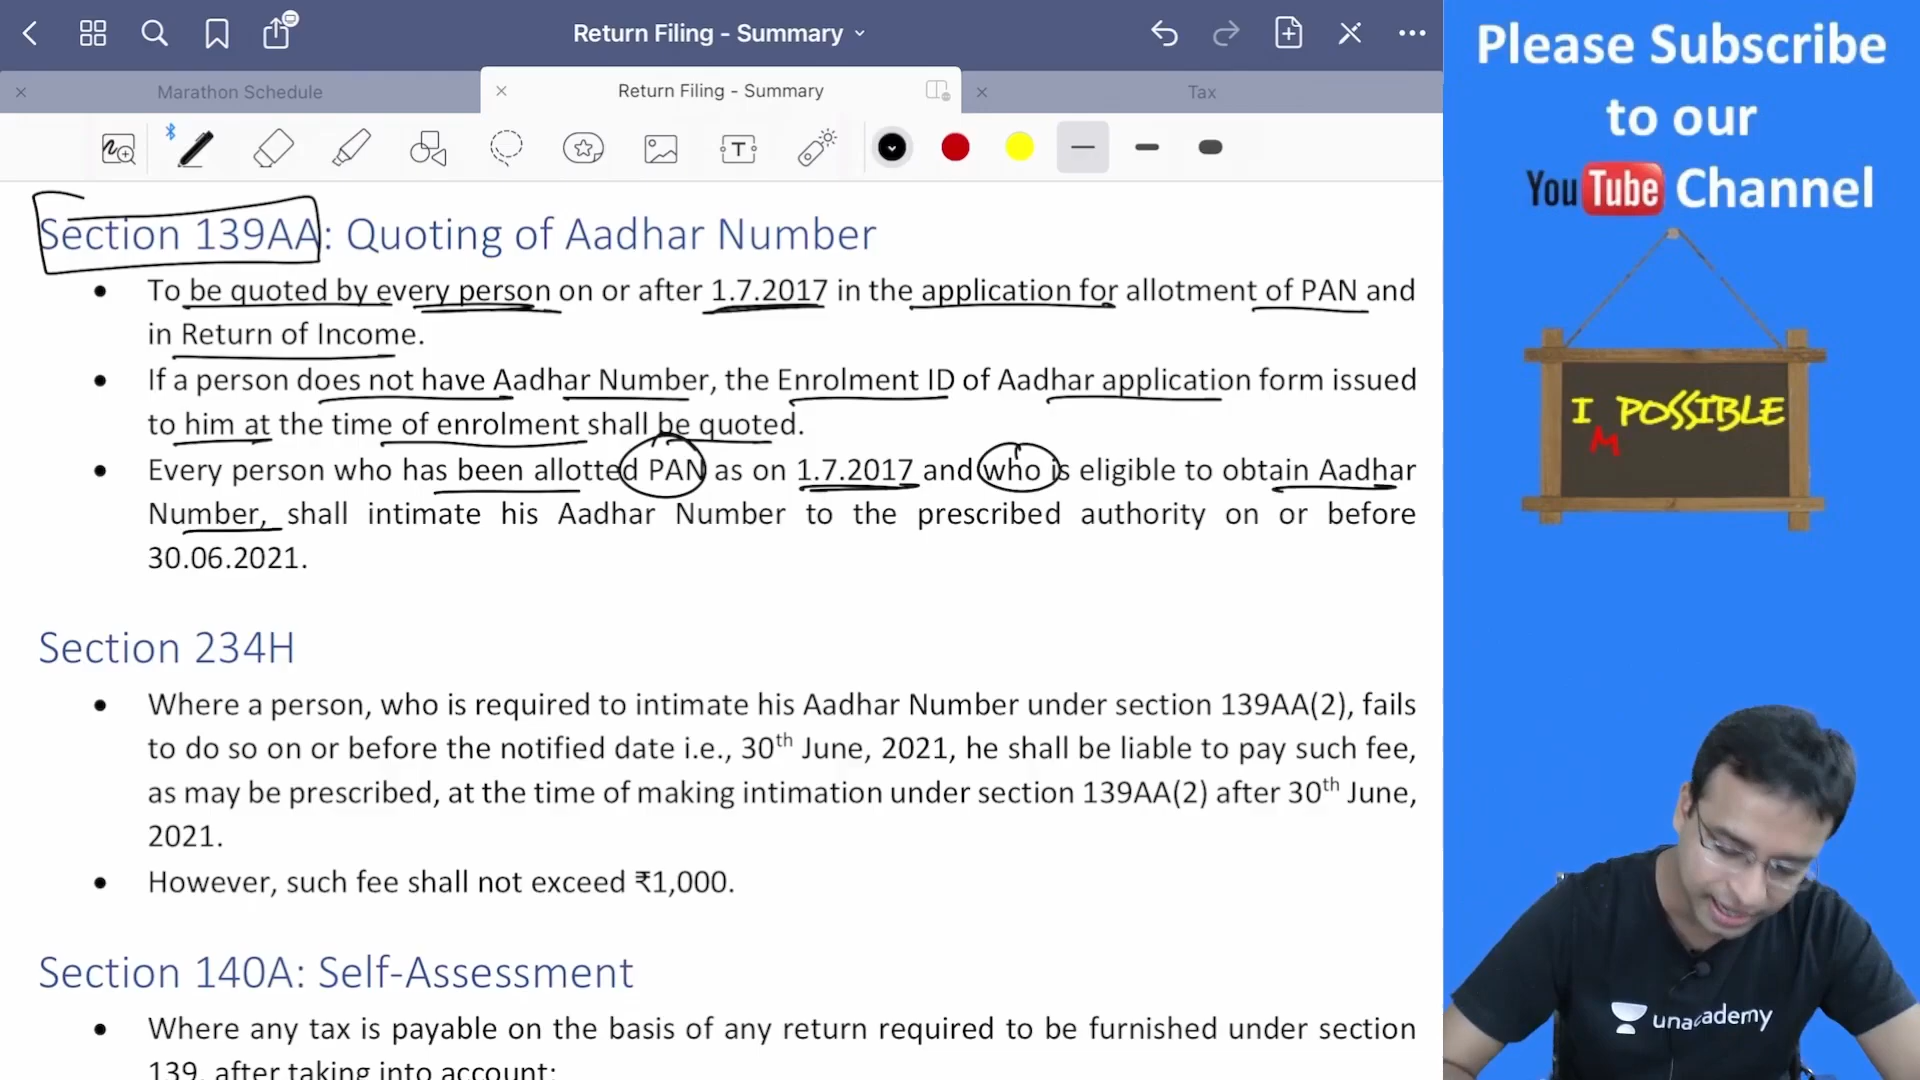 Return Filing - Summary
Marathon Schedule
Return Filing - Summary
Tax
T
Section 139AA: Quoting of Aadhar Number
• To be quoted by every person on or after 1.7.2017 in the application for allotment of PAN and
in Return of Income.
• If a person does not have Aadhar Number, the Enrolment ID of Aadhar application form issued
to him at the time of enrolment shall be quoted.
• Every person who has been allotted PAN as on 1.7.2017 and who is eligible to obtain Aadhar
Number, shall intimate his Aadhar Number to the prescribed authority on or before
30.06.2021.
Section 234H
• Where a person, who is required to intimate his Aadhar Number under section 139AA(2), fails
to do so on or before the notified date i.e., 30th June, 2021, he shall be liable to pay such fee,
as may be prescribed, at the time of making intimation under section 139AA(2) after 30th June,
2021.
• However, such fee shall not exceed ₹1,000.
Section 140A: Self-Assessment
• Where any tax is payable on the basis of any return required to be furnished under section
139, after taking into account:
Please Subscribe
to our
YouTube Channel
I POSSIBLE
M
unacademy